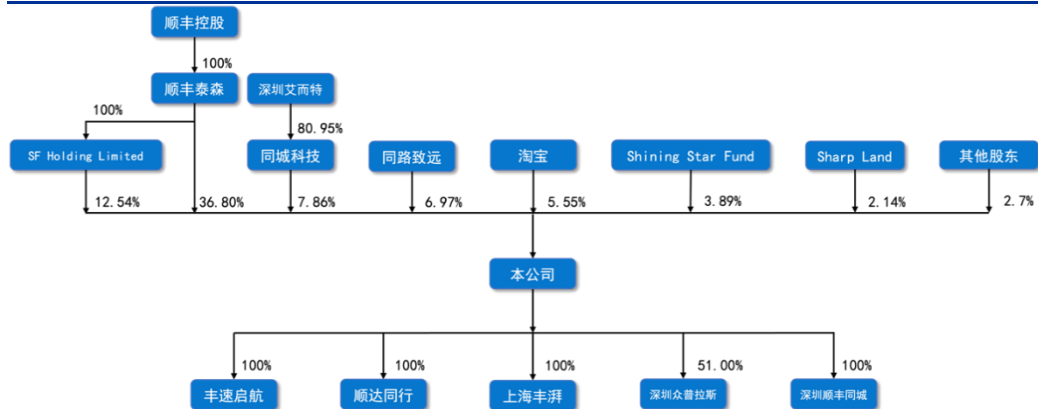 顺丰控股
100%
顺丰泰森
深圳艾而特
100%
80.95%
SF Holding Limited
同城科技
同路致远
淘宝
Shining Star Fund
Sharp Land
其他股东
12.54%
36.80%
7.86%
6.97%
5.55%
3.89%
2.14%
2.7%
本公司
100%
100%
100%
51.00%
100%
丰速启航
顺达同行
上海丰湃
深圳众普拉斯
深圳顺丰同城